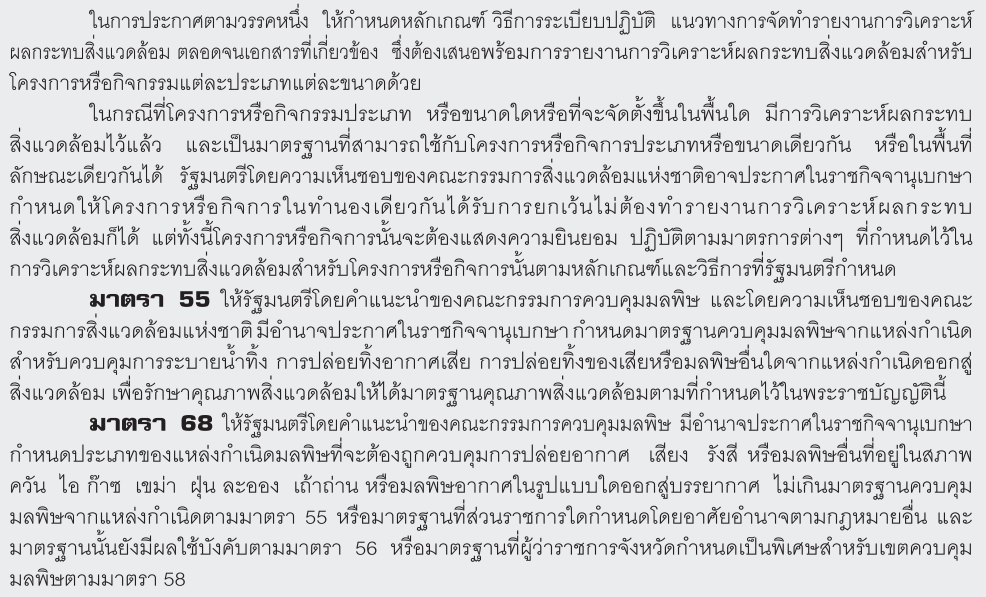 ในการประกาศตามวรรคหนึ่ง ให้กำหนดหลักเกณฑ์ วิธีการระเบียบปฏิบัติ แนวทางการจัดทำรายงานการวิเคราะห์
ผลกระทบสิ่งแวดล้อม ตลอดจนเอกสารที่เกี่ยวข้อง ซึ่งต้องเสนอพร้อมการรายงานการวิเคราะห์ผลกระทบสิ่งแวดล้อมสำหรับ
โครงการหรือกิจกรรมแต่ละประเภทแต่ละขนาดด้วย
ในกรณีที่โครงการหรือกิจกรรมประเภท หรือขนาดใดหรือที่จะจัดตั้งขึ้นในพื้นใด มีการวิเคราะห์ผลกระทบ
สิ่งแวดล้อมไว้แล้ว และเป็นมาตรฐานที่สามารถใช้กับโครงการหรือกิจการประเภทหรือขนาดเดียวกัน หรือในพื้นที่
ลักษณะเดียวกันได้ รัฐมนตรีโดยความเห็นชอบของคณะกรรมการสิ่งแวดล้อมแห่งชาติอาจประกาศในราชกิจจานุเบกษา
กำหนดให้โครงการหรือกิจการในทำนองเดียวกันได้รับการยกเว้นไม่ต้องทำรายงานการวิเคราะห์ผลกระทบ
สิ่งแวดล้อมก็ได้ แต่ทั้งนี้โครงการหรือกิจการนั้นจะต้องแสดงความยินยอม ปฏิบัติตามมาตรการต่างๆ ที่กำหนดไว้ใน
การวิเคราะห์ผลกระทบสิ่งแวดล้อมสำหรับโครงการหรือกิจการนั้นตามหลักเกณฑ์และวิธีการที่รัฐมนตรีกำหนด
มาตรา 55 ให้รัฐมนตรีโดยคำแนะนำของคณะกรรมการควบคุมมลพิษ และโดยความเห็นชอบของคณะ
กรรมการสิ่งแวดล้อมแห่งชาติ มีอำนาจประกาศในราชกิจจานุเบกษา กำหนดมาตรฐานควบคุมมลพิษจากแหล่งกำเนิด
สำหรับควบคุมการระบายน้ำทิ้ง การปล่อยทิ้งอากาศเสีย การปล่อยทิ้งของเสียหรือมลพิษอื่นใดจากแหล่งกำเนิดออกสู่
สิ่งแวดล้อม เพื่อรักษาคุณภาพสิ่งแวดล้อมให้ได้มาตรฐานคุณภาพสิ่งแวดล้อมตามที่กำหนดไว้ในพระราชบัญญัตินี้
มาตรา 68 ให้รัฐมนตรีโดยคำแนะนำของคณะกรรมการควบคุมมลพิษ มีอำนาจประกาศในราชกิจจานุเบกษา
กำหนดประเภทของแหล่งกำเนิดมลพิษที่จะต้องถูกควบคุมการปล่อยอากาศ เสียง รังสี หรือมลพิษอื่นที่อยู่ในสภาพ
ควัน ไอ ก๊าซ เขม่า ฝุ่น ละออง เถ้าถ่าน หรือมลพิษอากาศในรูปแบบใดออกสู่บรรยากาศ ไม่เกินมาตรฐานควบคุม
มลพิษจากแหล่งกำเนิดตามมาตรา 55 หรือมาตรฐานที่ส่วนราชการใดกำหนดโดยอาศัยอำนาจตามกฎหมายอื่น และ
มาตรฐานนั้นยังมีผลใช้บังคับตามมาตรา 56 หรือมาตรฐานที่ผู้ว่าราชการจังหวัดกำหนดเป็นพิเศษสำหรับเขตควบคุม
มลพิษตามมาตรา 58